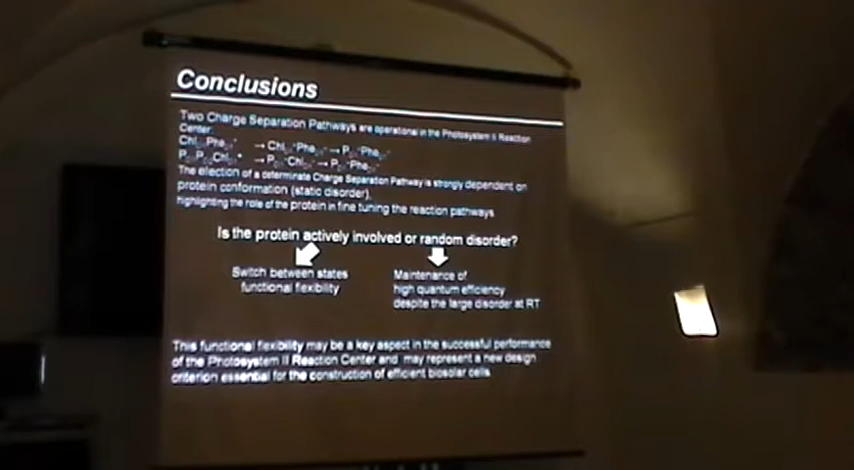 Conclusions
Two Charge Separation Pathways are operational in the Photosystem II Reaction
Center:
→ →
→ →
The election of a determinate Charge Separation Pathway is strongly dependent on
protein conformation (static disorder),
highlighting the role of the protein in fine tuning the reaction pathways
Is the protein actively involved or random disorder?
Switch between states
functional flexibility
Maintenance of
high quantum efficiency
despite the large disorder at RT
This functional flexibility may be a key aspect in the successful performance
of the Photosystem II Reaction Center and may represent a new design
criterion essential for the construction of efficient biosolar cells